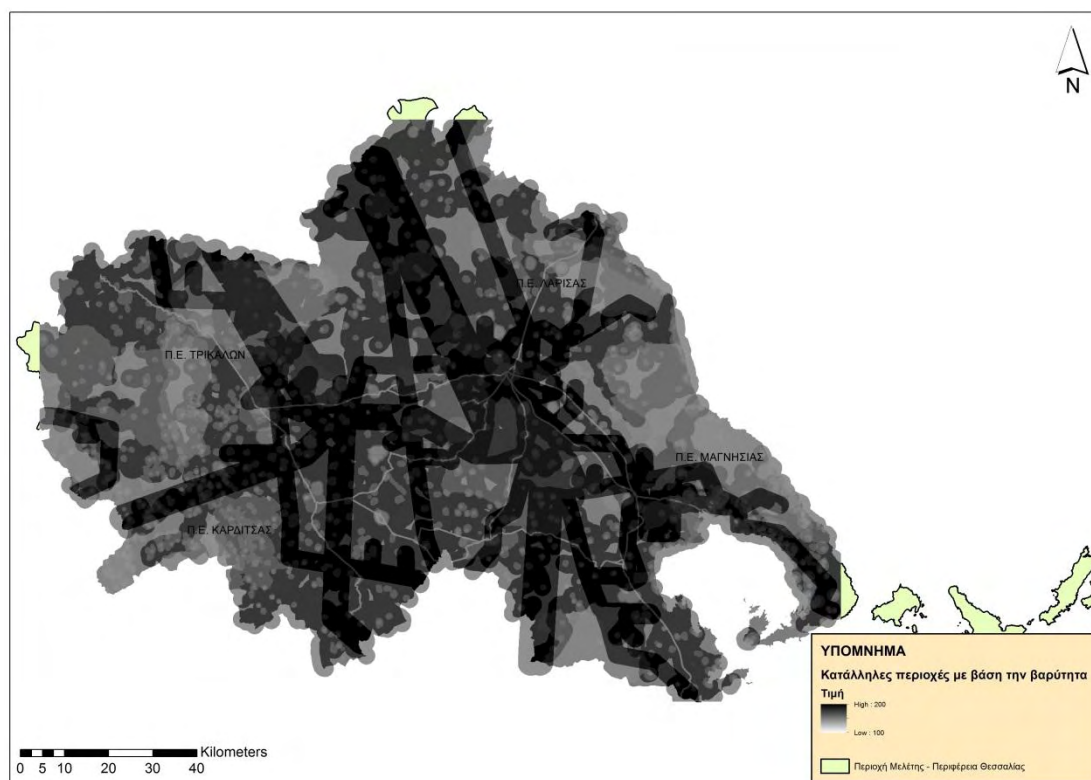 N
Π.Ε. ΛΑΡΙΣΑΣ
Π.Ε. ΤΡΙΚΑΛΩΝ
Π.Ε. ΜΑΓΝΗΣΙΑΣ
Π.Ε. ΚΑΡΔΙΤΣΑΣ
ΥΠΟΜΝΗΜΑ
Κατάλληλες περιοχές με βάση την βαρύτητα
Τιμή
High : 200
Low : 100
Περιοχή Μελέτης - Περιφέρεια Θεσσαλίας
Kilometers
0 5 10 20 30 40